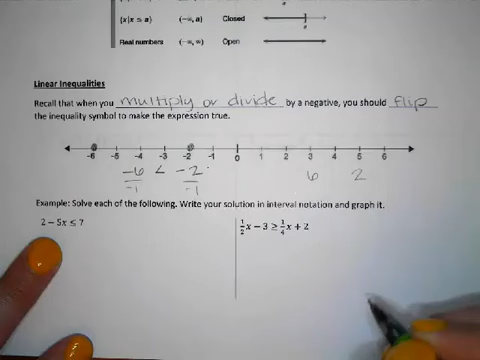 a
{x|x ≤ a} (-∞, a) Closed
a
Real numbers (-∞, ∞) Open
Linear Inequalities
Recall that when you multiply or divide by a negative, you should flip
the inequality symbol to make the expression true.
-6 -5 -4 -3 -2 -1 0 1 2 3 4 5 6
-6 < -2 6 2
-1 -1
Example: Solve each of the following. Write your solution in interval notation and graph it.
2 − 5x ≤ 7 1/2x − 3 ≥ 1/4x + 2